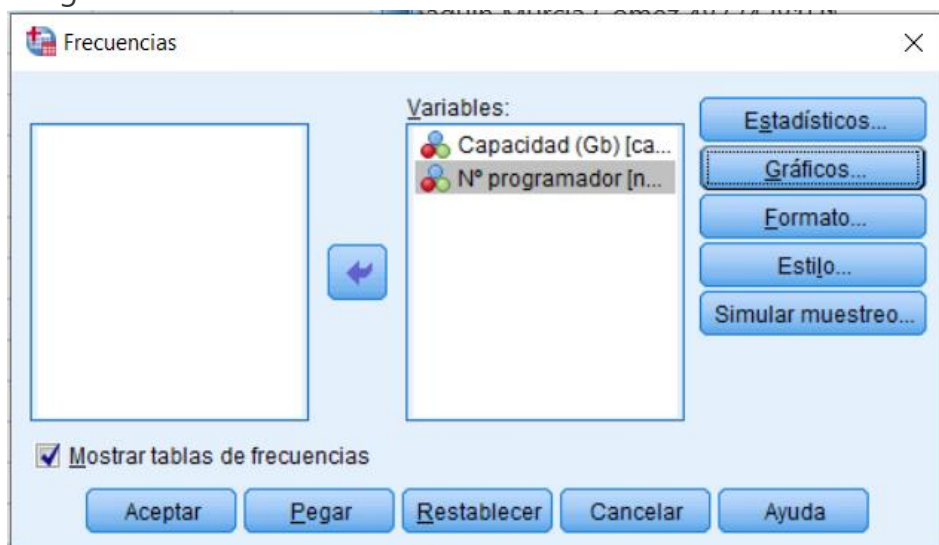 Frecuencias
Variables:
Capacidad (Gb) [ca...
Nº programador [n...
Estadísticos...
Gráficos...
Formato...
Estilo...
Simular muestreo...
Mostrar tablas de frecuencias
Aceptar
Pegar
Restablecer
Cancelar
Ayuda